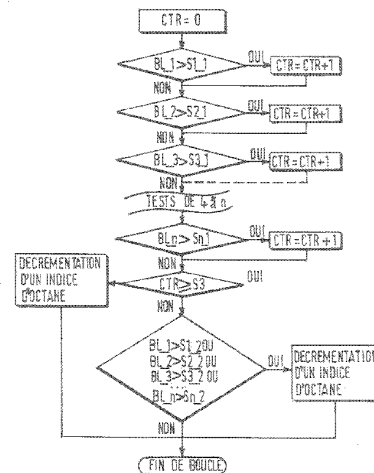 CTR= 0
BL_1>S1_1
OUI
CTR=CTR+1
NON
BL_2>S2_1
OUI
CTR=CTR+1
NON
BL_3>S3_1
OUI
CTR=CTR+1
NON
TESTS DE 4 à n
BLn>Sn_1
OUI
CTR=CTR+1
NON
DECREMENTATION
D'UN INDICE
D'OCTANE
CTR≥S3
OUI
NON
BL_1>S1_2 OU
BL_2>S2_2 OU
BL_3>S3_2 OU
.....
BL_n>Sn_2
OUI
DECREMENTATION
D'UN INDICE
D'OCTANE
NON
( FIN DE BOUCLE)